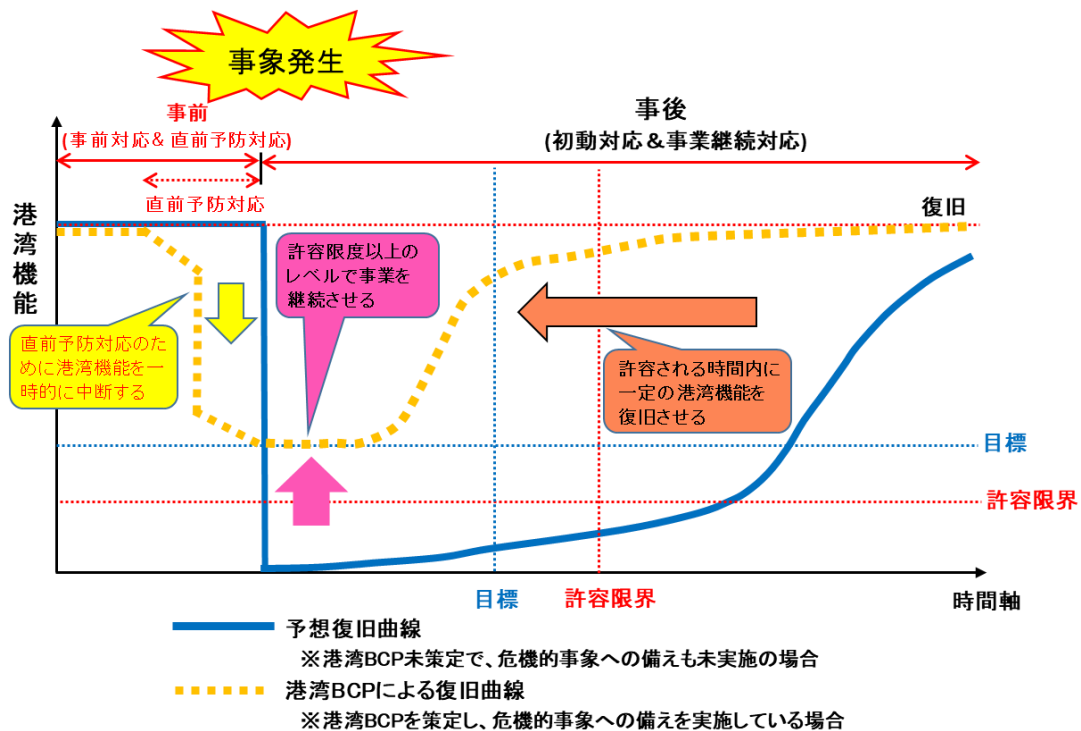 事象発生
事前
(事前対応&直前予防対応)
事後
(初動対応&事業継続対応)
直前予防対応
港湾機能
復旧
許容限度以上の
レベルで事業を
継続させる
直前予防対応のた
めに港湾機能を一
時的に中断する
許容される時間内に
一定の港湾機能を
復旧させる
目標
許容限界
目標
許容限界
時間軸
予想復旧曲線
※港湾BCP未策定で、危機的事象への備えも未実施の場合
港湾BCPによる復旧曲線
※港湾BCPを策定し、危機的事象への備えを実施している場合